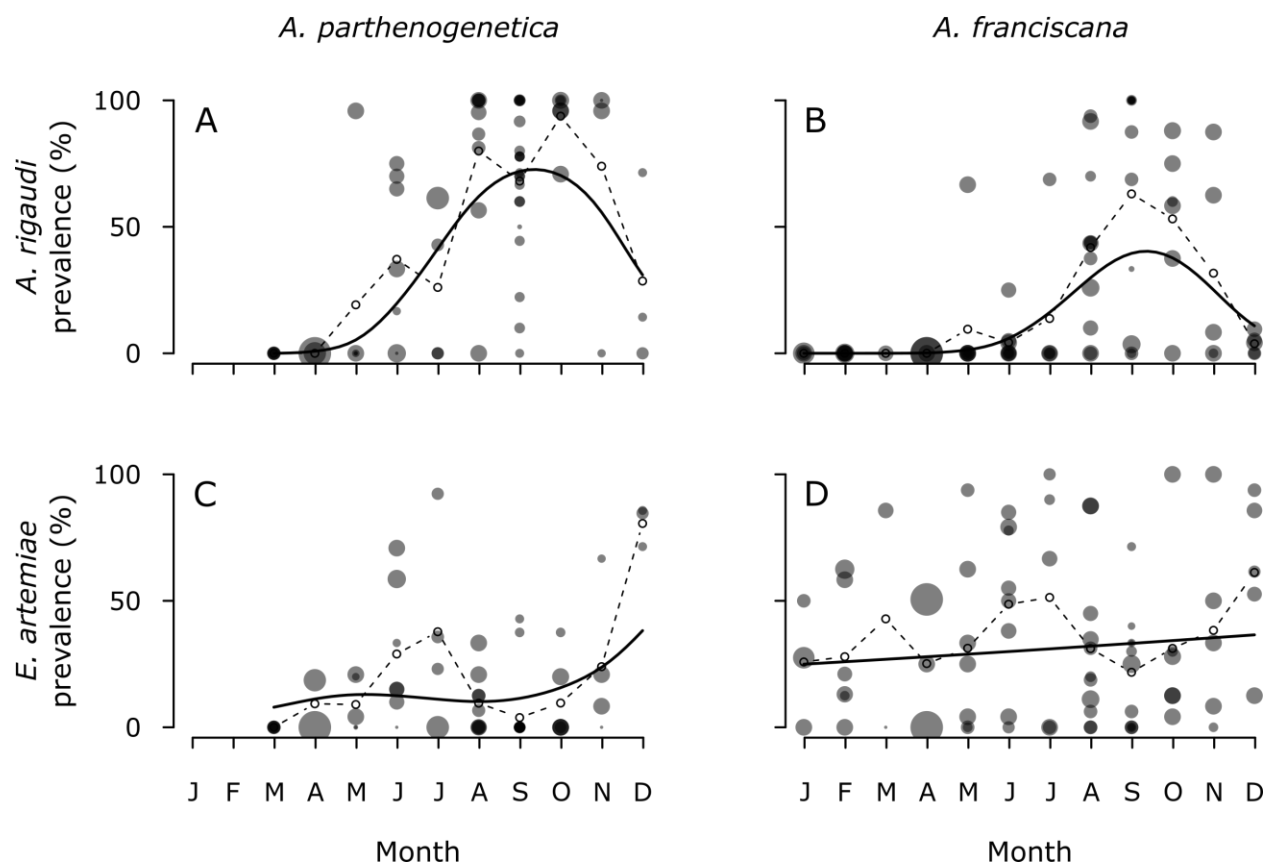 A. parthenogenetica
A. franciscana
A. rigaudi
prevalence (%)
100
50
0
A
B
E. artemiae
prevalence (%)
100
50
0
C
D
J F M A M J J A S O N D
J F M A M J J A S O N D
Month
Month